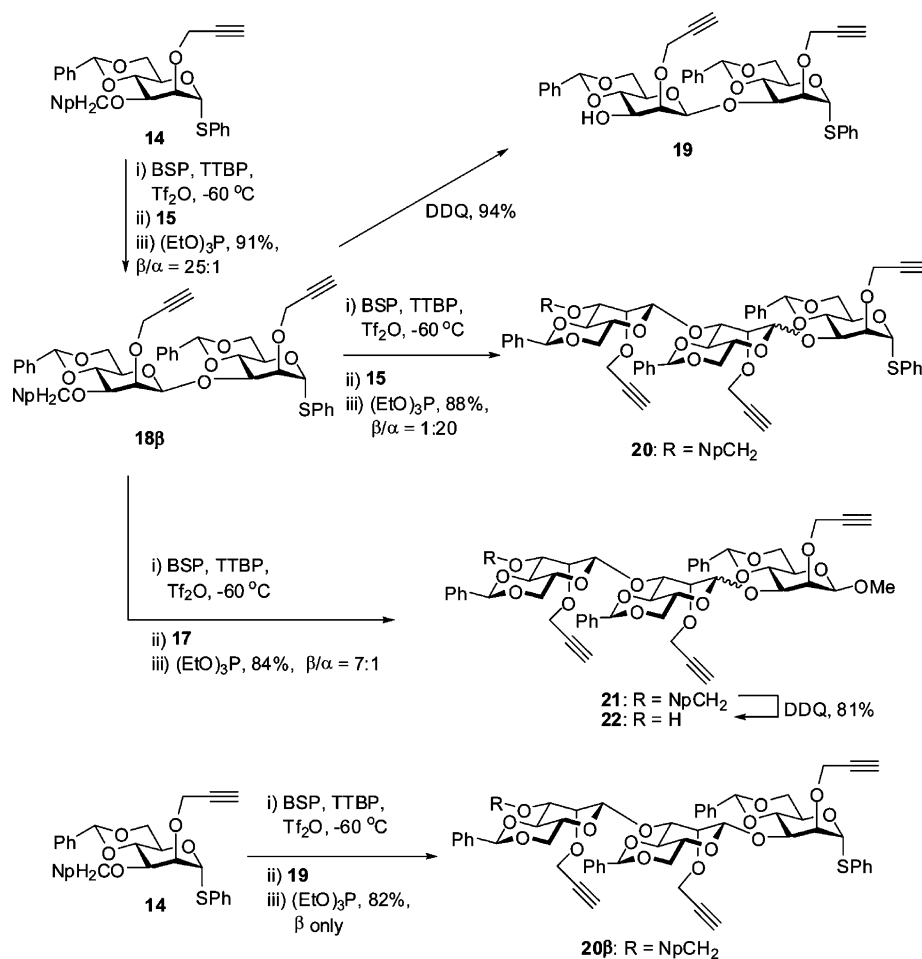 O
Ph
O
O
O
O
NpH2CO
SPh
14
i) BSP, TTBP,
Tf2O, -60 °C
ii) 15
iii) (EtO)3P, 91%,
β/α = 25:1
Ph
O
O
O
O
HO
O
Ph
O
O
O
O
SPh
19
DDQ, 94%
Ph
O
O
O
O
NpH2CO
O
Ph
O
O
O
O
SPh
18β
i) BSP, TTBP,
Tf2O, -60 °C
ii) 15
iii) (EtO)3P, 88%,
β/α = 1:20
R
O
O
O
O
O
O
O
O
O
O
Ph
Ph
Ph
O
O
O
O
O
SPh
20: R = NpCH2
i) BSP, TTBP,
Tf2O, -60 °C
ii) 17
iii) (EtO)3P, 84%, β/α = 7:1
R
O
O
O
O
O
O
O
O
O
O
Ph
Ph
Ph
O
O
O
O
O
OMe
21: R = NpCH2
22: R = H
DDQ, 81%
Ph
O
O
O
O
NpH2CO
SPh
14
i) BSP, TTBP,
Tf2O, -60 °C
ii) 19
iii) (EtO)3P, 82%,
β only
R
O
O
O
O
O
O
O
O
O
O
Ph
Ph
Ph
O
O
O
O
O
SPh
20β: R = NpCH2